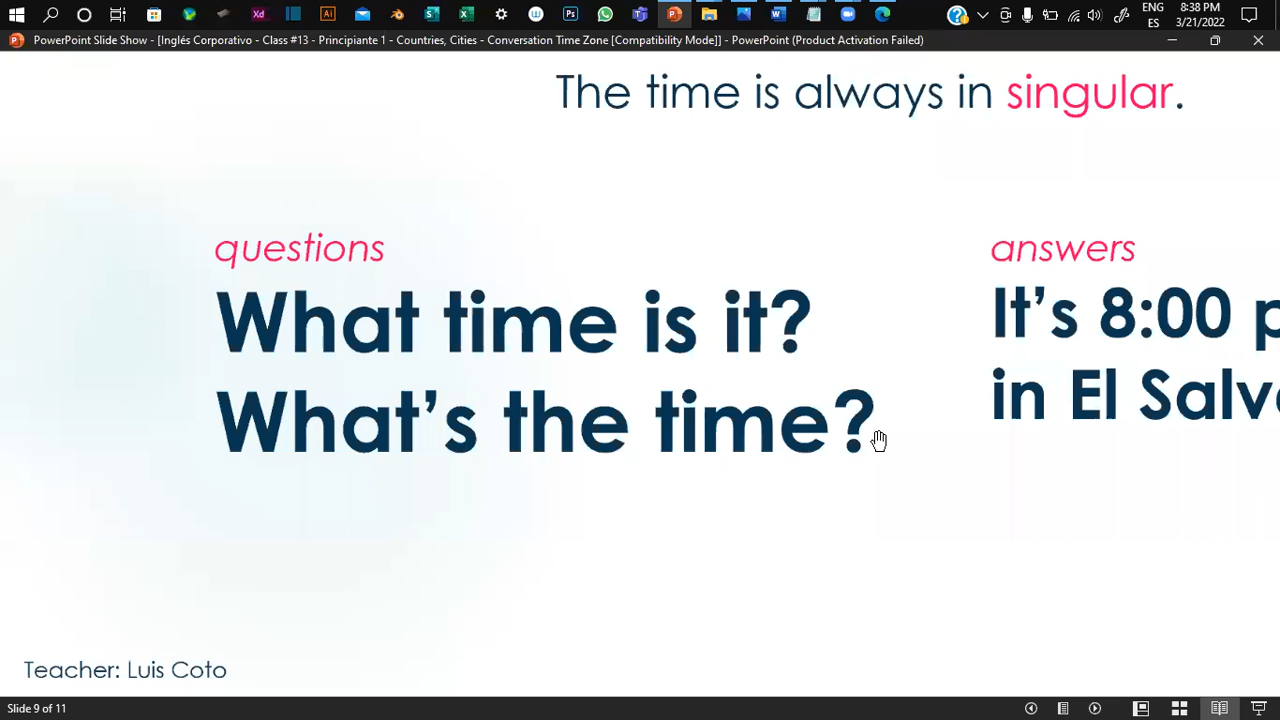 ENG
8:38 PM
ES
3/21/2022
PowerPoint Slide Show - [Inglés Corporativo - Class #13 - Principiante 1 - Countries, Cities - Conversation Time Zone [Compatibility Mode]] - PowerPoint (Product Activation Failed)
The time is always in singular.
questions
What time is it?
What's the time?
answers
It's 8:00 p
in El Salv
Teacher: Luis Coto
Slide 9 of 11